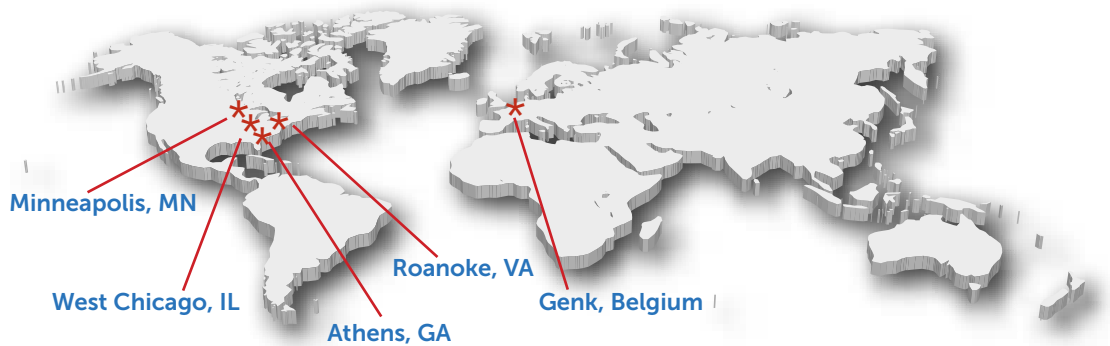 Minneapolis, MN
Roanoke, VA
West Chicago, IL
Genk, Belgium
Athens, GA